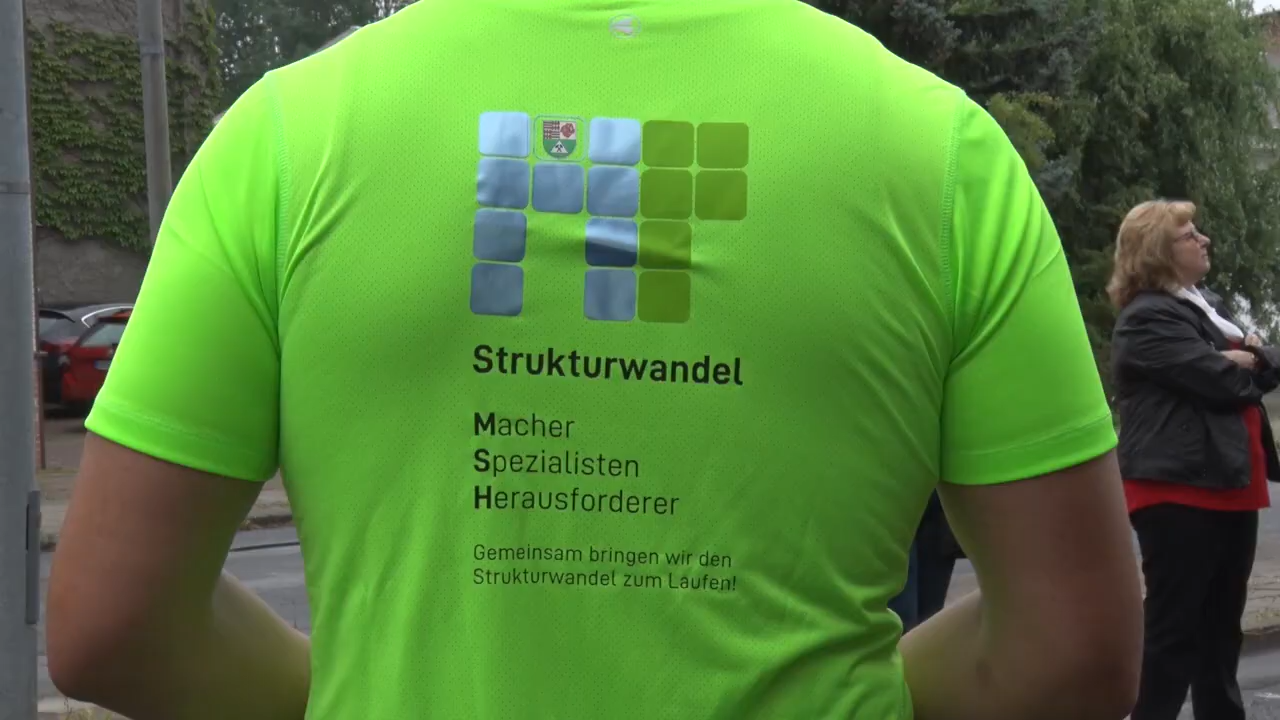 Strukturwandel
Macher
Spezialisten
Herausforderer
Gemeinsam bringen wir den
Strukturwandel zum Laufen!